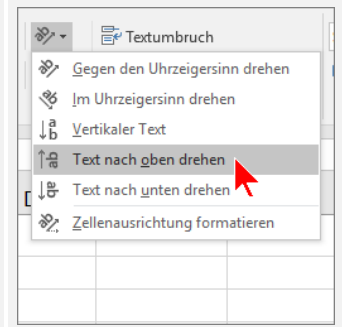 Textumbruch
Gegen den Uhrzeigersinn drehen
Im Uhrzeigersinn drehen
Vertikaler Text
Text nach oben drehen
Text nach unten drehen
Zellenausrichtung formatieren